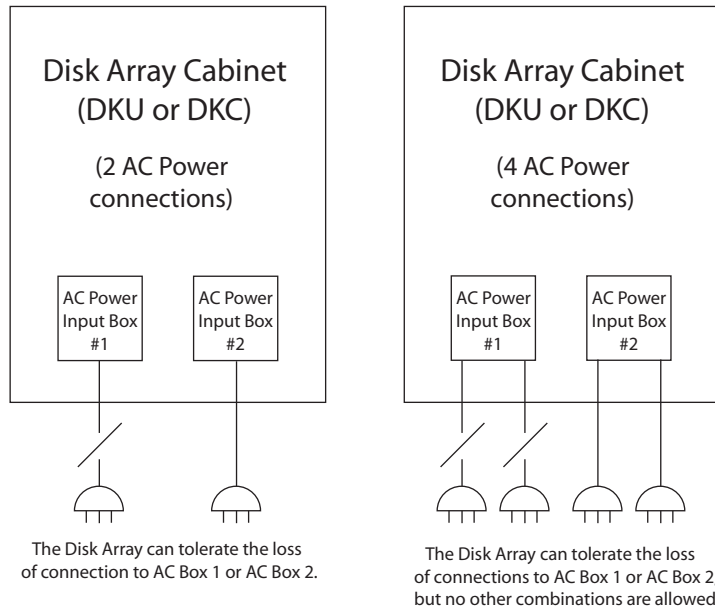 Disk Array Cabinet
(DKU or DKC)
(2 AC Power
connections)
AC Power
Input Box
#1
AC Power
Input Box
#2
The Disk Array can tolerate the loss
of connection to AC Box 1 or AC Box 2.
Disk Array Cabinet
(DKU or DKC)
(4 AC Power
connections)
AC Power
Input Box
#1
AC Power
Input Box
#2
The Disk Array can tolerate the loss
of connections to AC Box 1 or AC Box 2,
but no other combinations are allowed